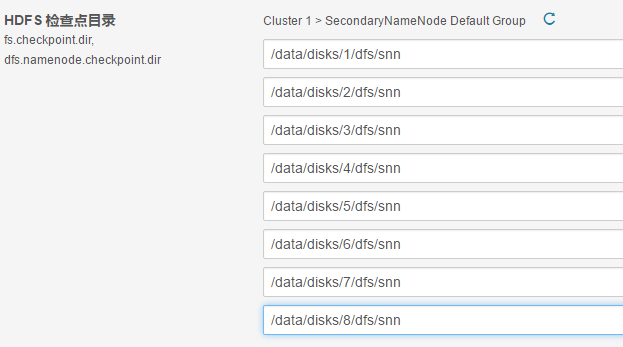 HDFS 检查点目录
fs.checkpoint.dir,
dfs.namenode.checkpoint.dir
Cluster 1 > SecondaryNameNode Default Group
/data/disks/1/dfs/snn
/data/disks/2/dfs/snn
/data/disks/3/dfs/snn
/data/disks/4/dfs/snn
/data/disks/5/dfs/snn
/data/disks/6/dfs/snn
/data/disks/7/dfs/snn
/data/disks/8/dfs/snn